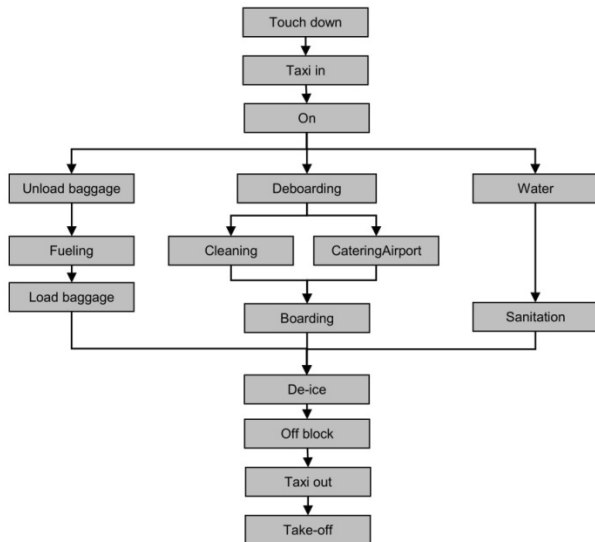 Touch down
Taxi in
On
Unload baggage
Deboarding
Water
Fueling
Cleaning
CateringAirport
Load baggage
Boarding
Sanitation
De-ice
Off block
Taxi out
Take-off